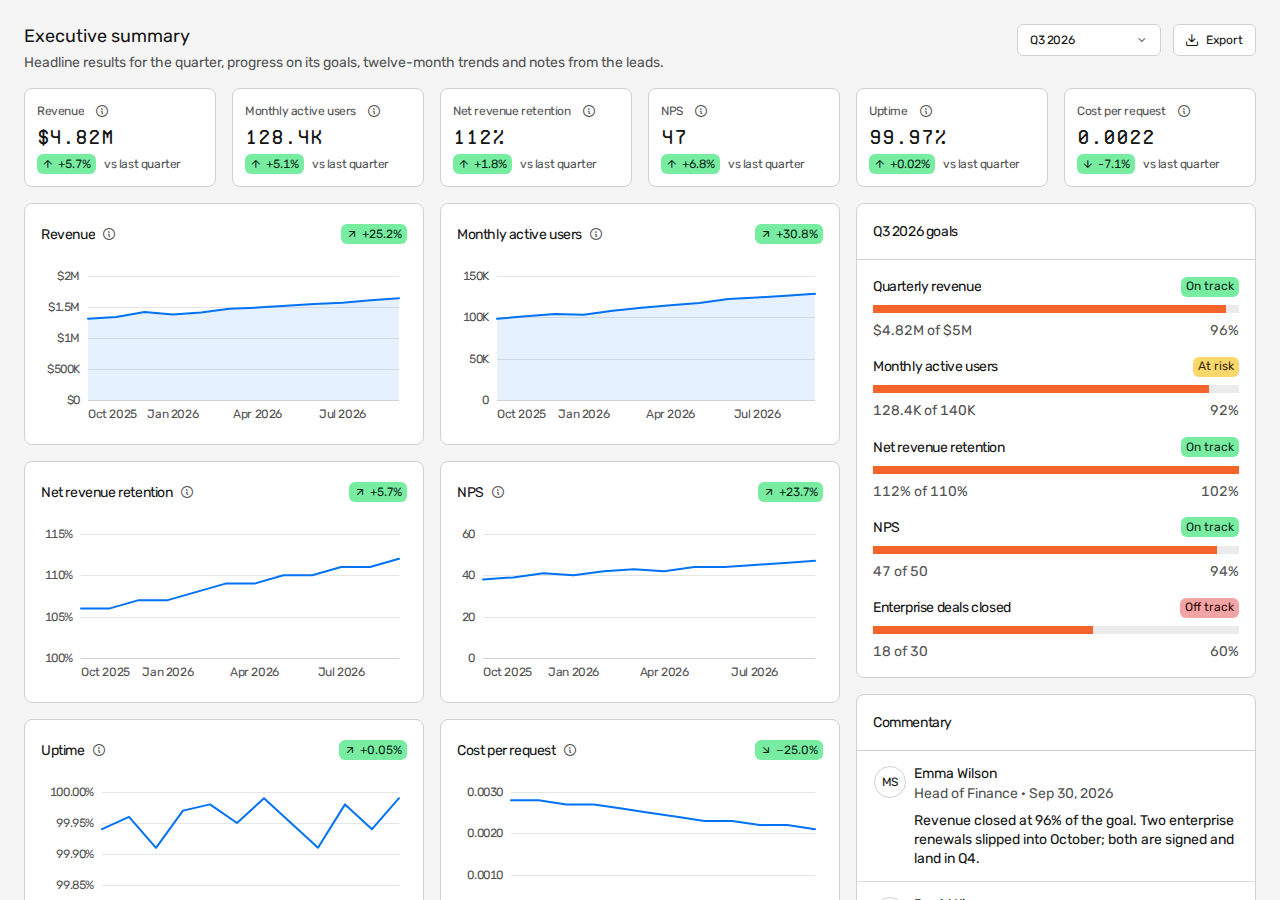 Executive summary
Headline results for the quarter, progress on its goals, twelve-month trends and notes from the leads.
Q3 2026
Export
Revenue
$4.82M
+5.7% vs last quarter
Monthly active users
128.4K
+5.1% vs last quarter
Net revenue retention
112%
+1.8% vs last quarter
NPS
47
+6.8% vs last quarter
Uptime
99.97%
+0.02% vs last quarter
Cost per request
0.0022
-7.1% vs last quarter
Revenue
+25.2%
$2M
$1.5M
$1M
$500K
$0
Oct 2025 Jan 2026 Apr 2026 Jul 2026
Monthly active users
+30.8%
150K
100K
50K
0
Oct 2025 Jan 2026 Apr 2026 Jul 2026
Net revenue retention
+5.7%
115%
110%
105%
100%
Oct 2025 Jan 2026 Apr 2026 Jul 2026
NPS
+23.7%
60
40
20
0
Oct 2025 Jan 2026 Apr 2026 Jul 2026
Uptime
+0.05%
100.00%
99.95%
99.90%
99.85%
Cost per request
−25.0%
0.0030
0.0020
0.0010
Q3 2026 goals
Quarterly revenue On track
$4.82M of $5M 96%
Monthly active users At risk
128.4K of 140K 92%
Net revenue retention On track
112% of 110% 102%
NPS On track
47 of 50 94%
Enterprise deals closed Off track
18 of 30 60%
Commentary
MS
Emma Wilson
Head of Finance • Sep 30, 2026
Revenue closed at 96% of the goal. Two enterprise
renewals slipped into October; both are signed and
land in Q4.